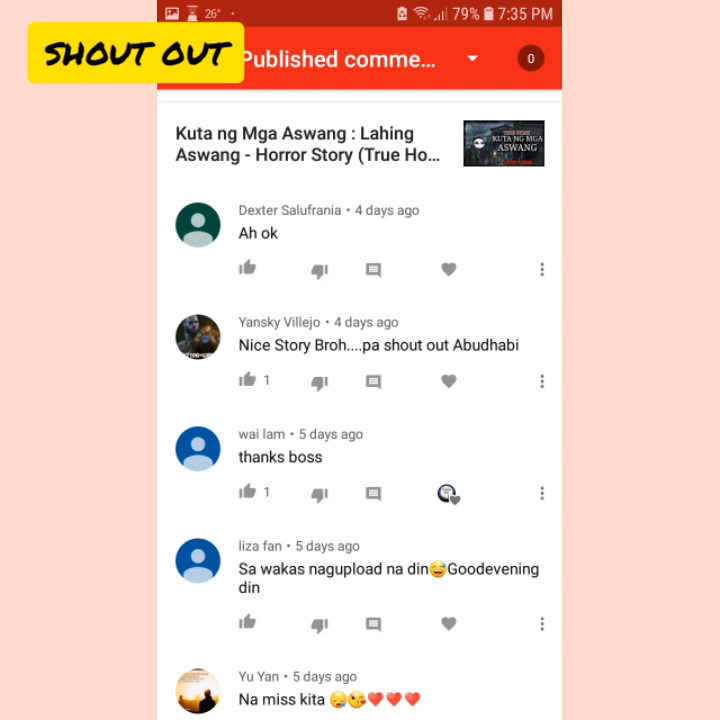 26°
79%
7:35 PM
SHOUT OUT
Published comme...
0
Kuta ng Mga Aswang : Lahing
Aswang - Horror Story (True Ho...
KUTA NG MGA
ASWANG
Dexter Salufrania • 4 days ago
Ah ok
Yansky Villejo • 4 days ago
Nice Story Broh....pa shout out Abudhabi
1
wai lam • 5 days ago
thanks boss
1
liza fan • 5 days ago
Sa wakas nagupload na din😅Goodevening
din
Yu Yan • 5 days ago
Na miss kita 😪😘❤️❤️❤️